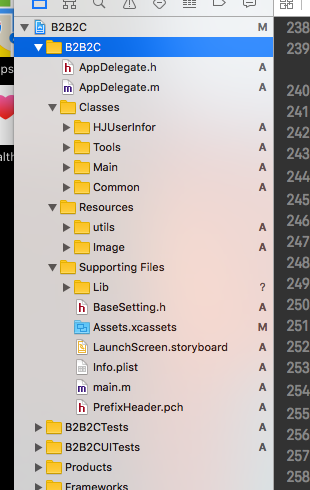 B2B2C M
B2B2C
AppDelegate.h A
AppDelegate.m A
Classes
HJUserInfor A
Tools A
Main A
Common A
Resources
utils A
Image A
Supporting Files
Lib ?
BaseSetting.h A
Assets.xcassets M
LaunchScreen.storyboard A
Info.plist A
main.m A
PrefixHeader.pch A
B2B2CTests A
B2B2CUITests A
Products
Frameworks
238
239
240
241
242
243
244
245
246
247
248
249
250
251
252
253
254
255
256
257
258